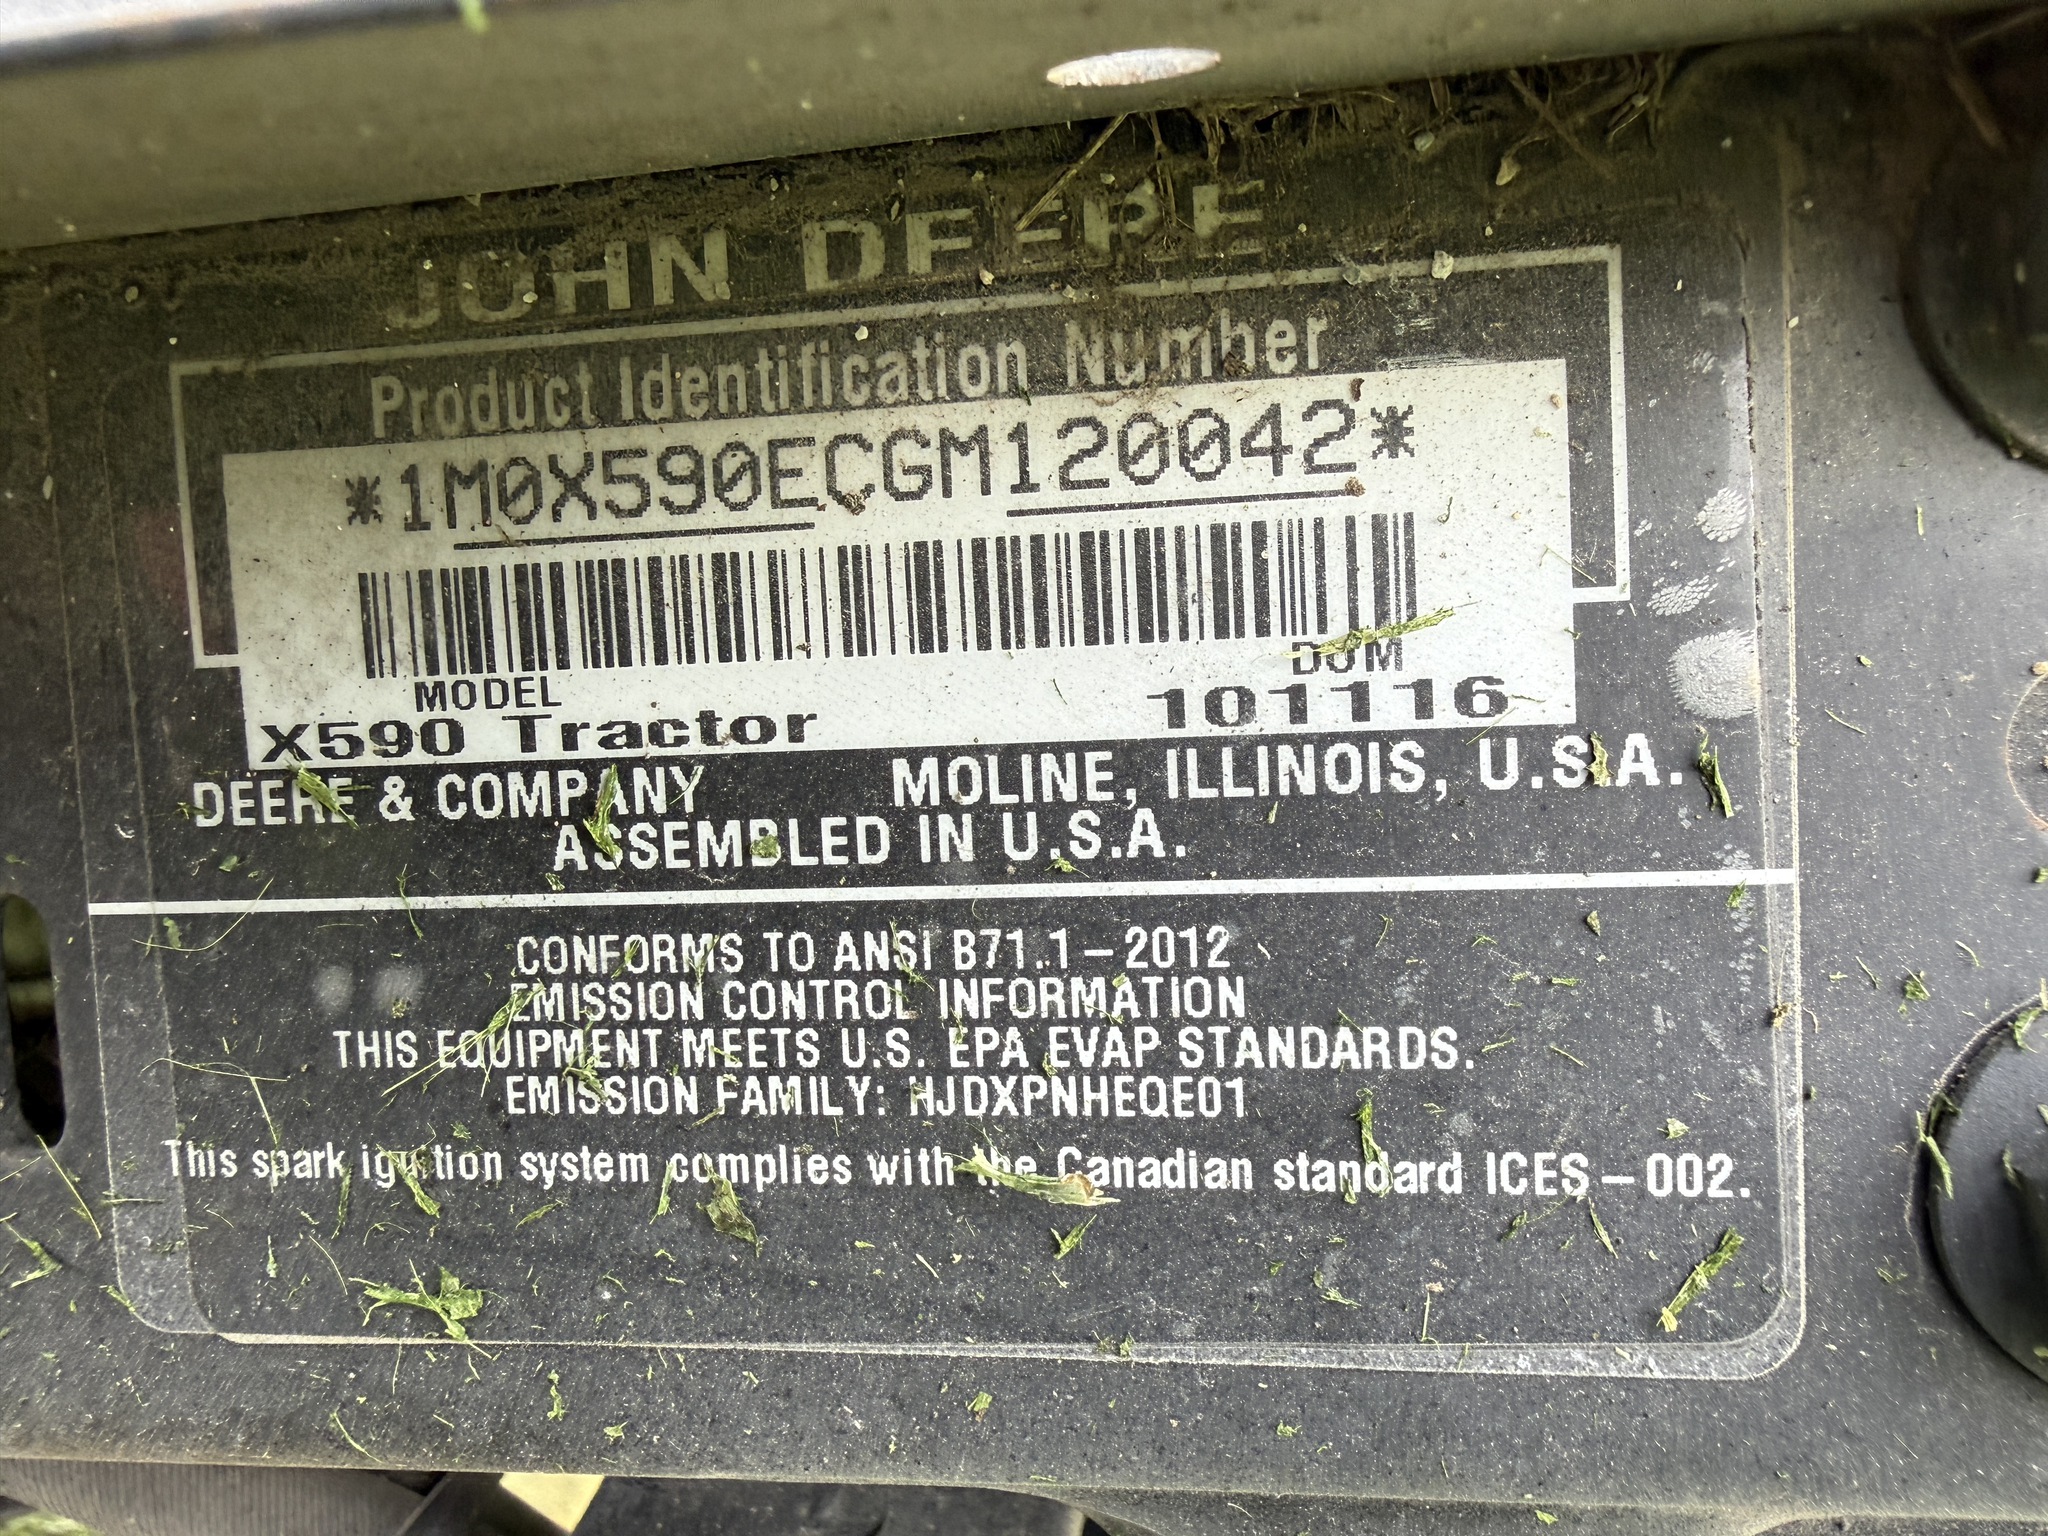 JOHN DEERE
Product Identification Number
*1M0X590ECGM120042*
MODEL DOM
X590 Tractor 101116
DEERE & COMPANY MOLINE, ILLINOIS, U.S.A.
ASSEMBLED IN U.S.A.
CONFORMS TO ANSI B71.1-2012
EMISSION CONTROL INFORMATION
THIS EQUIPMENT MEETS U.S. EPA EVAP STANDARDS.
EMISSION FAMILY: HJDXPNHEQE01
This spark ignition system complies with the Canadian standard ICES-002.